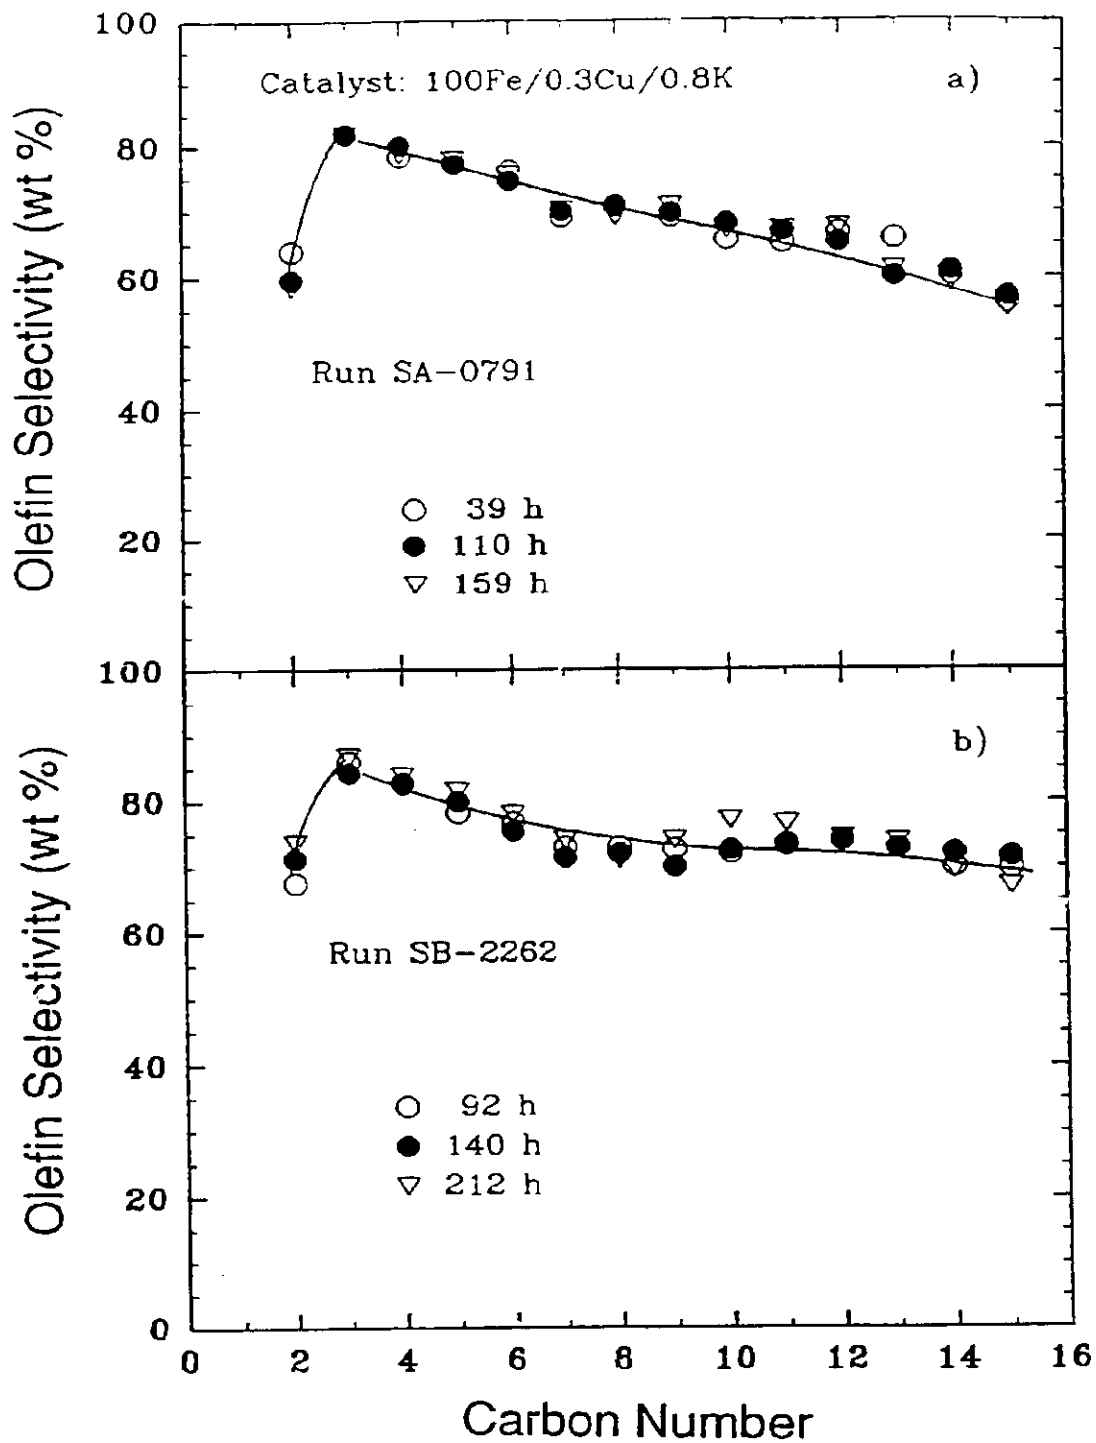 100
Catalyst: 100Fe/0.3Cu/0.8K
a)
80
60
Run SA-0791
40
39 h
110 h
20
159 h
Olefin Selectivity (wt %)
100
b)
80
60
Run SB-2262
40
92 h
140 h
212 h
20
0
Olefin Selectivity (wt %)
0 2 4 6 8 10 12 14 16
Carbon Number